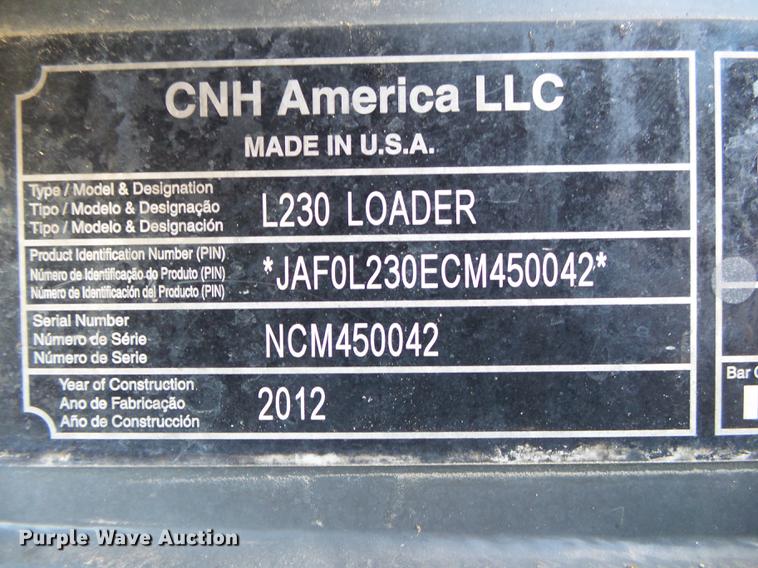 CNH America LLC
MADE IN U.S.A.
Type / Model & Designation
Tipo / Modelo & Designação
Tipo / Modelo & Designación
L230 LOADER
Product Identification Number (PIN)
Número de Identificação do Produto (PIN)
Número de Identificación del Producto (PIN)
*JAF0L230ECM450042*
Serial Number
Número de Série
Número de Serie
NCM450042
Year of Construction
Ano de Fabricação
Año de Construcción
2012
Bar
Purple Wave Auction